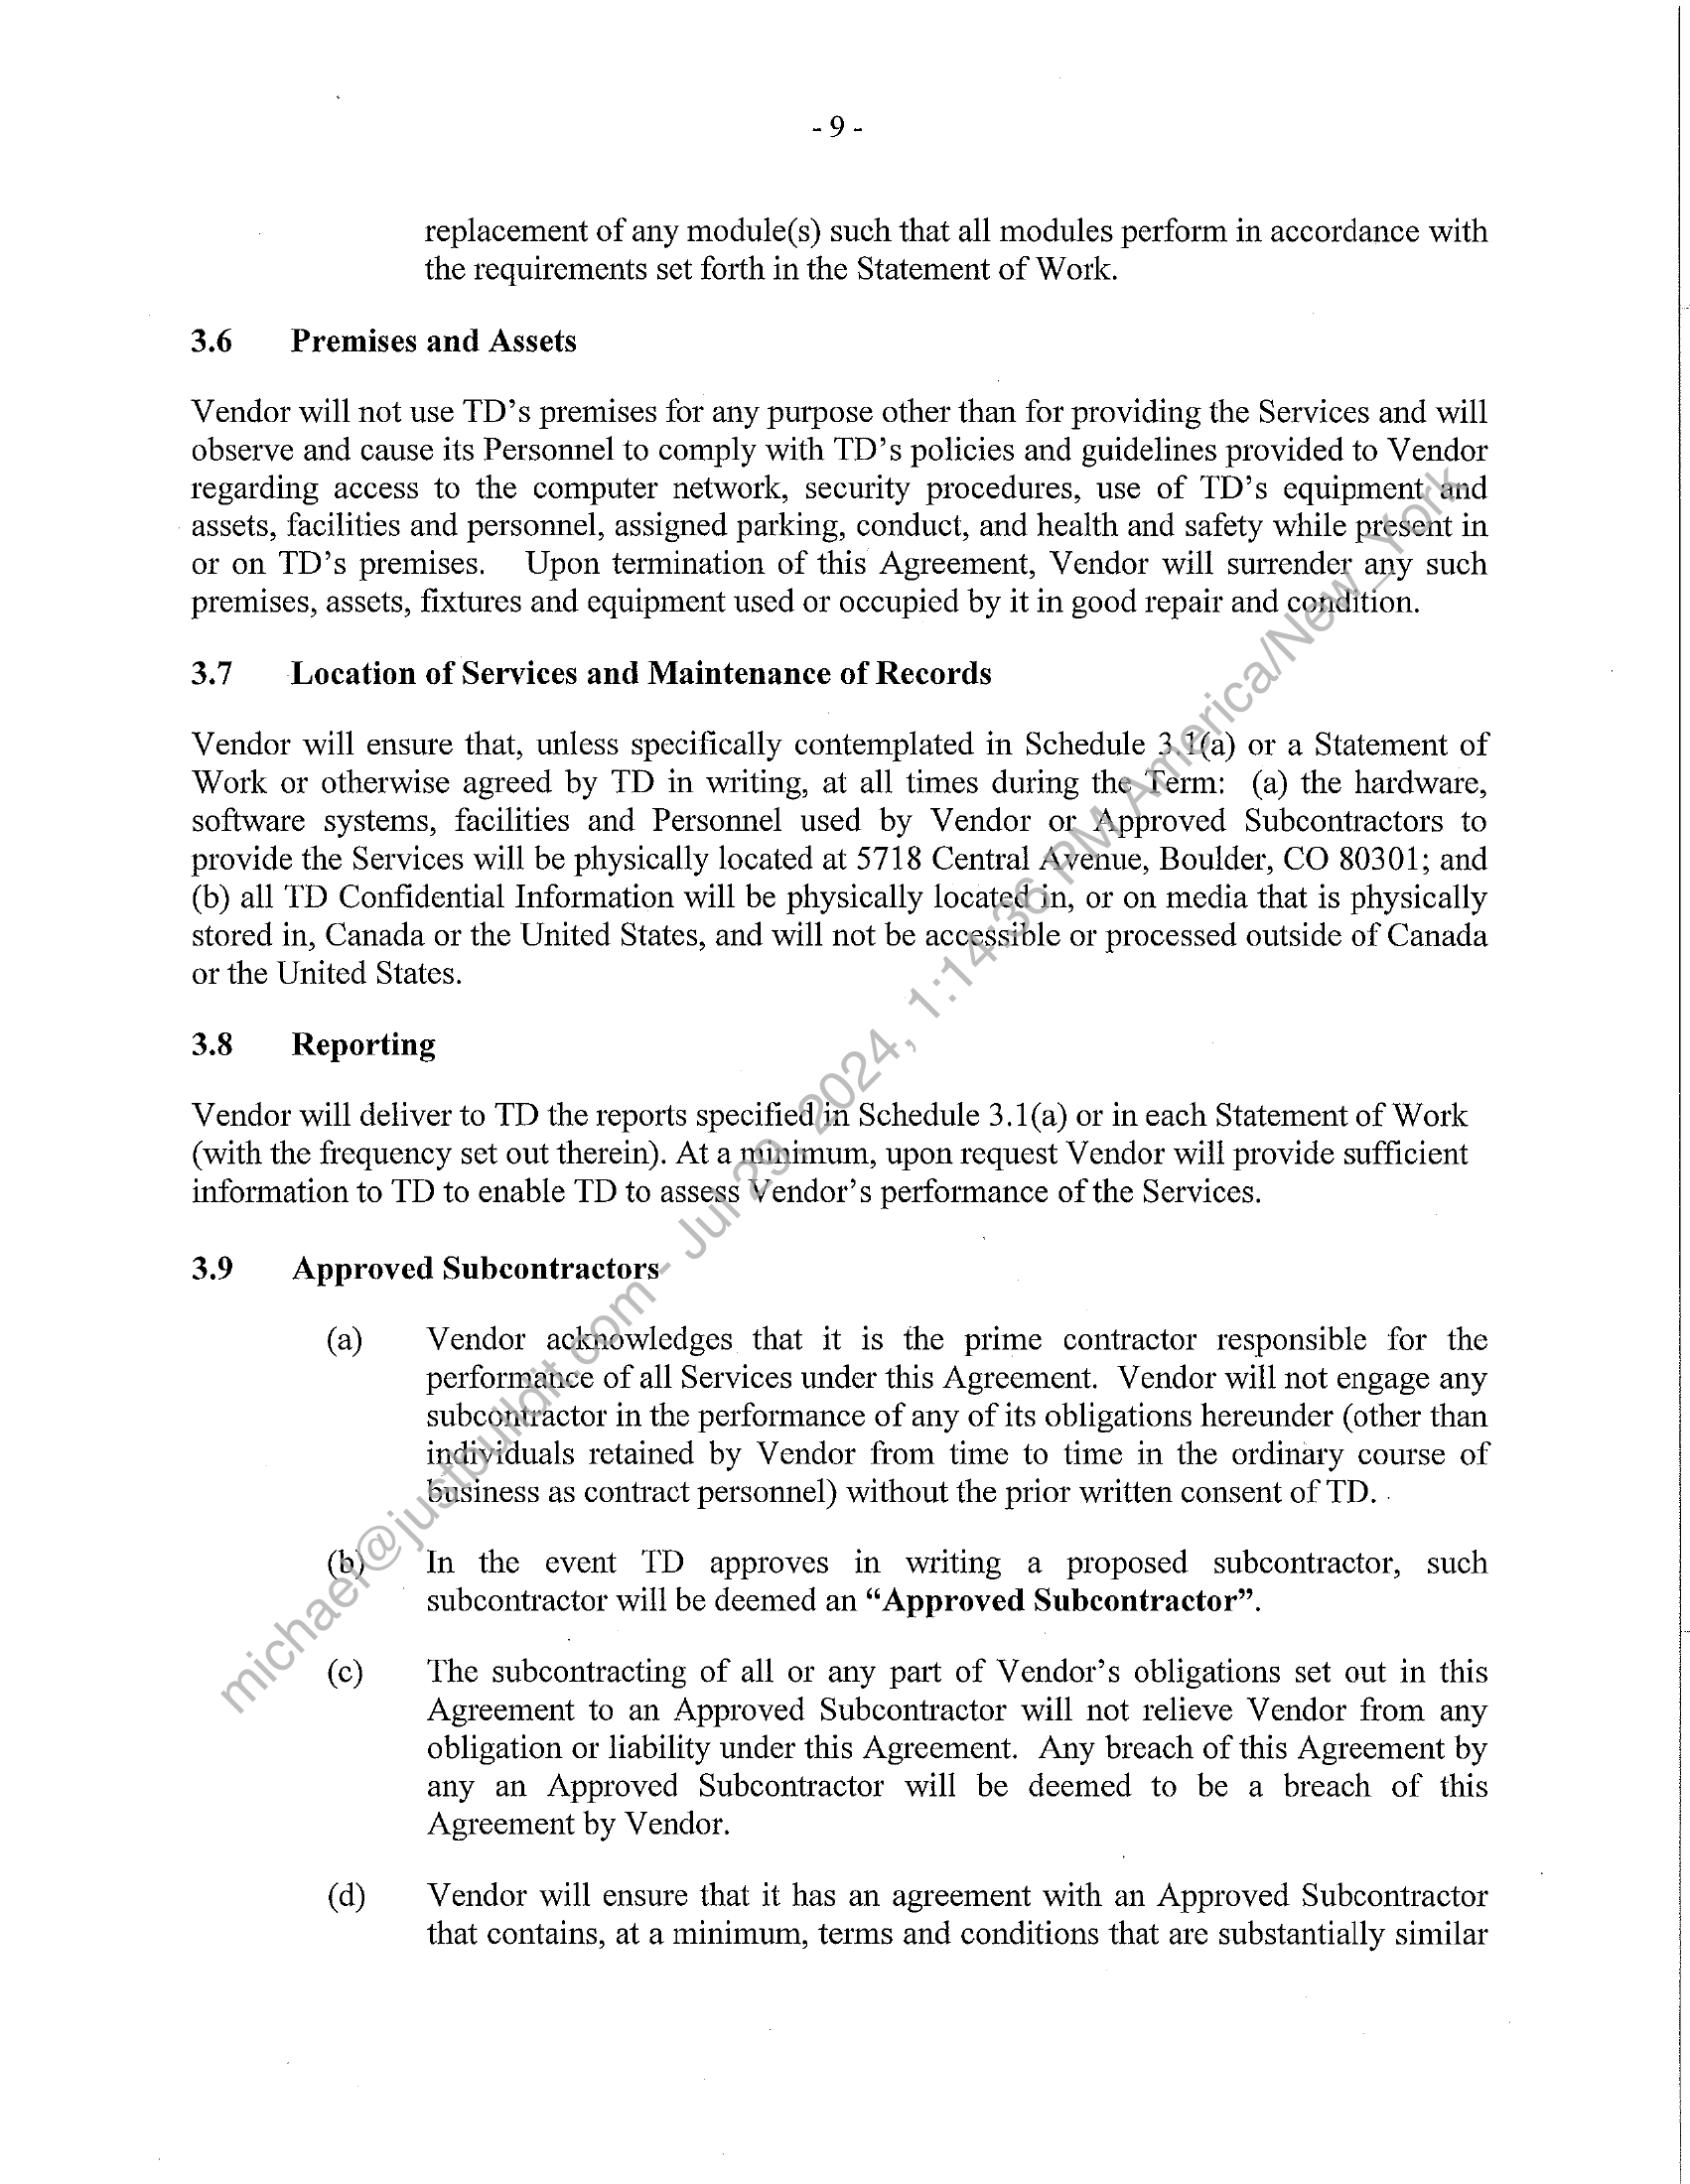 - 9 -
replacement of any module(s) such that all modules perform in accordance with
the requirements set forth in the Statement of Work.
3.6 Premises and Assets
Vendor will not use TD's premises for any purpose other than for providing the Services and will
observe and cause its Personnel to comply with TD's policies and guidelines provided to Vendor
regarding access to the computer network, security procedures, use of TD's equipment and
assets, facilities and personnel, assigned parking, conduct, and health and safety while present in
or on TD's premises. Upon termination of this Agreement, Vendor will surrender any such
premises, assets, fixtures and equipment used or occupied by it in good repair and condition.
3.7 Location of Services and Maintenance of Records
Vendor will ensure that, unless specifically contemplated in Schedule 3.1(a) or a Statement of
Work or otherwise agreed by TD in writing, at all times during the Term: (a) the hardware,
software systems, facilities and Personnel used by Vendor or Approved Subcontractors to
provide the Services will be physically located at 5718 Central Avenue, Boulder, CO 80301; and
(b) all TD Confidential Information will be physically located in, or on media that is physically
stored in, Canada or the United States, and will not be accessible or processed outside of Canada
or the United States.
3.8 Reporting
Vendor will deliver to TD the reports specified in Schedule 3.1(a) or in each Statement of Work
(with the frequency set out therein). At a minimum, upon request Vendor will provide sufficient
information to TD to enable TD to assess Vendor's performance of the Services.
3.9 Approved Subcontractors
(a) Vendor acknowledges that it is the prime contractor responsible for the
performance of all Services under this Agreement. Vendor will not engage any
subcontractor in the performance of any of its obligations hereunder (other than
individuals retained by Vendor from time to time in the ordinary course of
business as contract personnel) without the prior written consent of TD.
(b) In the event TD approves in writing a proposed subcontractor, such
subcontractor will be deemed an "Approved Subcontractor".
(c) The subcontracting of all or any part of Vendor's obligations set out in this
Agreement to an Approved Subcontractor will not relieve Vendor from any
obligation or liability under this Agreement. Any breach of this Agreement by
any an Approved Subcontractor will be deemed to be a breach of this
Agreement by Vendor.
(d) Vendor will ensure that it has an agreement with an Approved Subcontractor
that contains, at a minimum, terms and conditions that are substantially similar
michael@justbuildit.com - Jul 29, 2024, 1:14:36 PM America/New_York